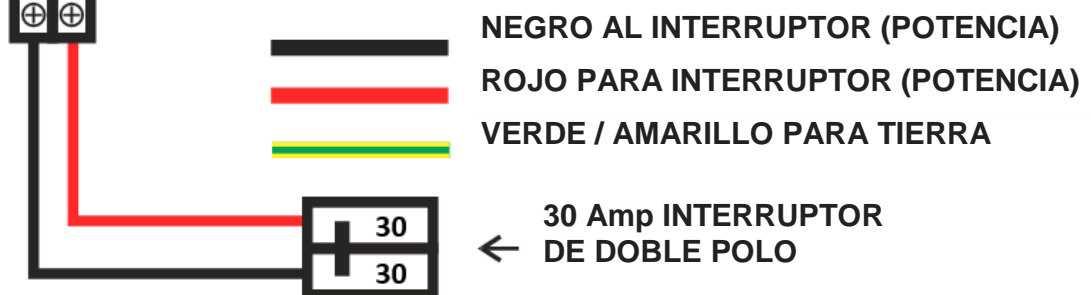 NEGRO AL INTERRUPTOR (POTENCIA)
ROJO PARA INTERRUPTOR (POTENCIA)
VERDE / AMARILLO PARA TIERRA
30
30
30 Amp INTERRUPTOR
DE DOBLE POLO